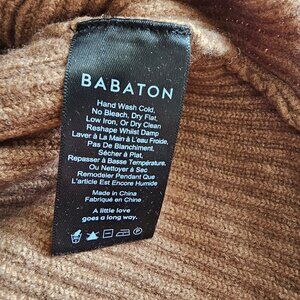 BABATON
Hand Wash Cold,
No Bleach, Dry Flat,
Low Iron, Or Dry Clean
Reshape Whilst Damp
Laver à La Main À L'eau Froide,
Pas De Blanchiment,
Sécher à Plat,
Repasser à Basse Température.
Ou Nettoyer à Sec
Remodeler Pendant Que
L'article Est Encore Humide
Made in China
Fabriqué en Chine
A little love
goes a long way.